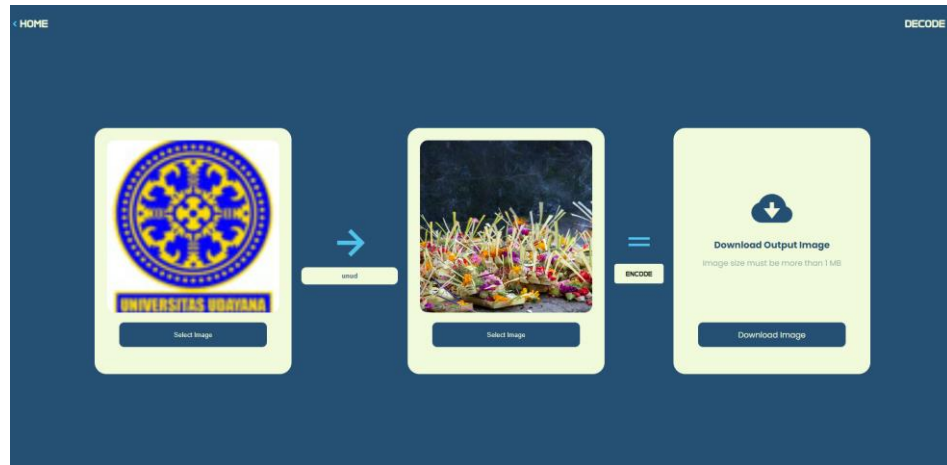 < HOME
DECODE
UNIVERSITAS UDAYANA
Select Image
unud
Select Image
ENCODE
Download Output Image
Image size must be more than 1 MB
Download Image